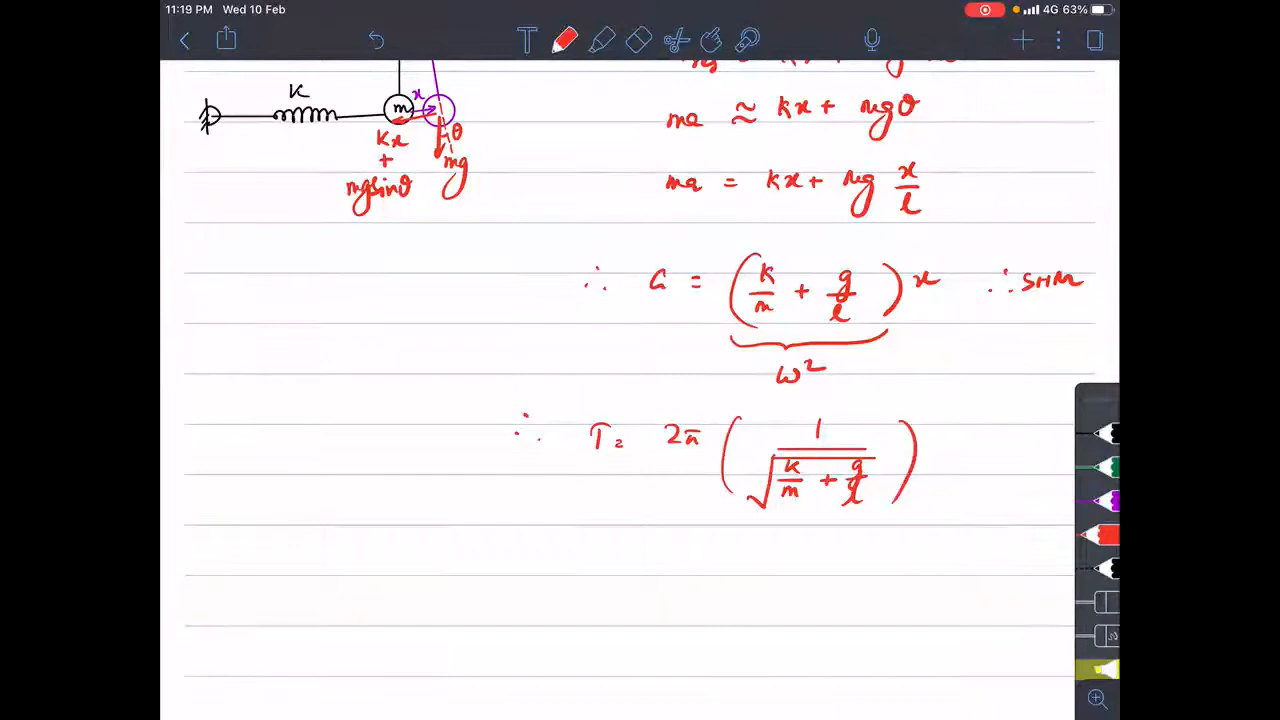 11:19 PM Wed 10 Feb
4G 63%
K
m
x
θ
kx
+
mgsinθ
mg
ma ≈ kx + mgθ
ma = kx + mg x/l
∴ a = (k/m + g/l) x ∴ SHM
ω²
∴ T = 2π (1/√(k/m + g/l))